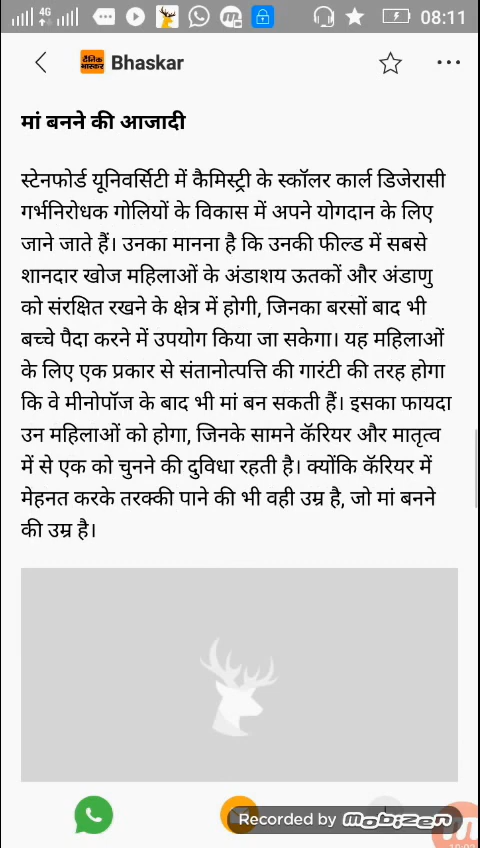 4G 08:11
दैनिक भास्कर Bhaskar
मां बनने की आजादी
स्टेनफोर्ड यूनिवर्सिटी में कैमिस्ट्री के स्कॉलर कार्ल डिजेरासी
गर्भनिरोधक गोलियों के विकास में अपने योगदान के लिए
जाने जाते हैं। उनका मानना है कि उनकी फील्ड में सबसे
शानदार खोज महिलाओं के अंडाशय ऊतकों और अंडाणु
को संरक्षित रखने के क्षेत्र में होगी, जिनका बरसों बाद भी
बच्चे पैदा करने में उपयोग किया जा सकेगा। यह महिलाओं
के लिए एक प्रकार से संतानोत्पत्ति की गारंटी की तरह होगा
कि वे मीनोपॉज के बाद भी मां बन सकती हैं। इसका फायदा
उन महिलाओं को होगा, जिनके सामने कॅरियर और मातृत्व
में से एक को चुनने की दुविधा रहती है। क्योंकि कॅरियर में
मेहनत करके तरक्की पाने की भी वही उम्र है, जो मां बनने
की उम्र है।
Recorded by mobizen